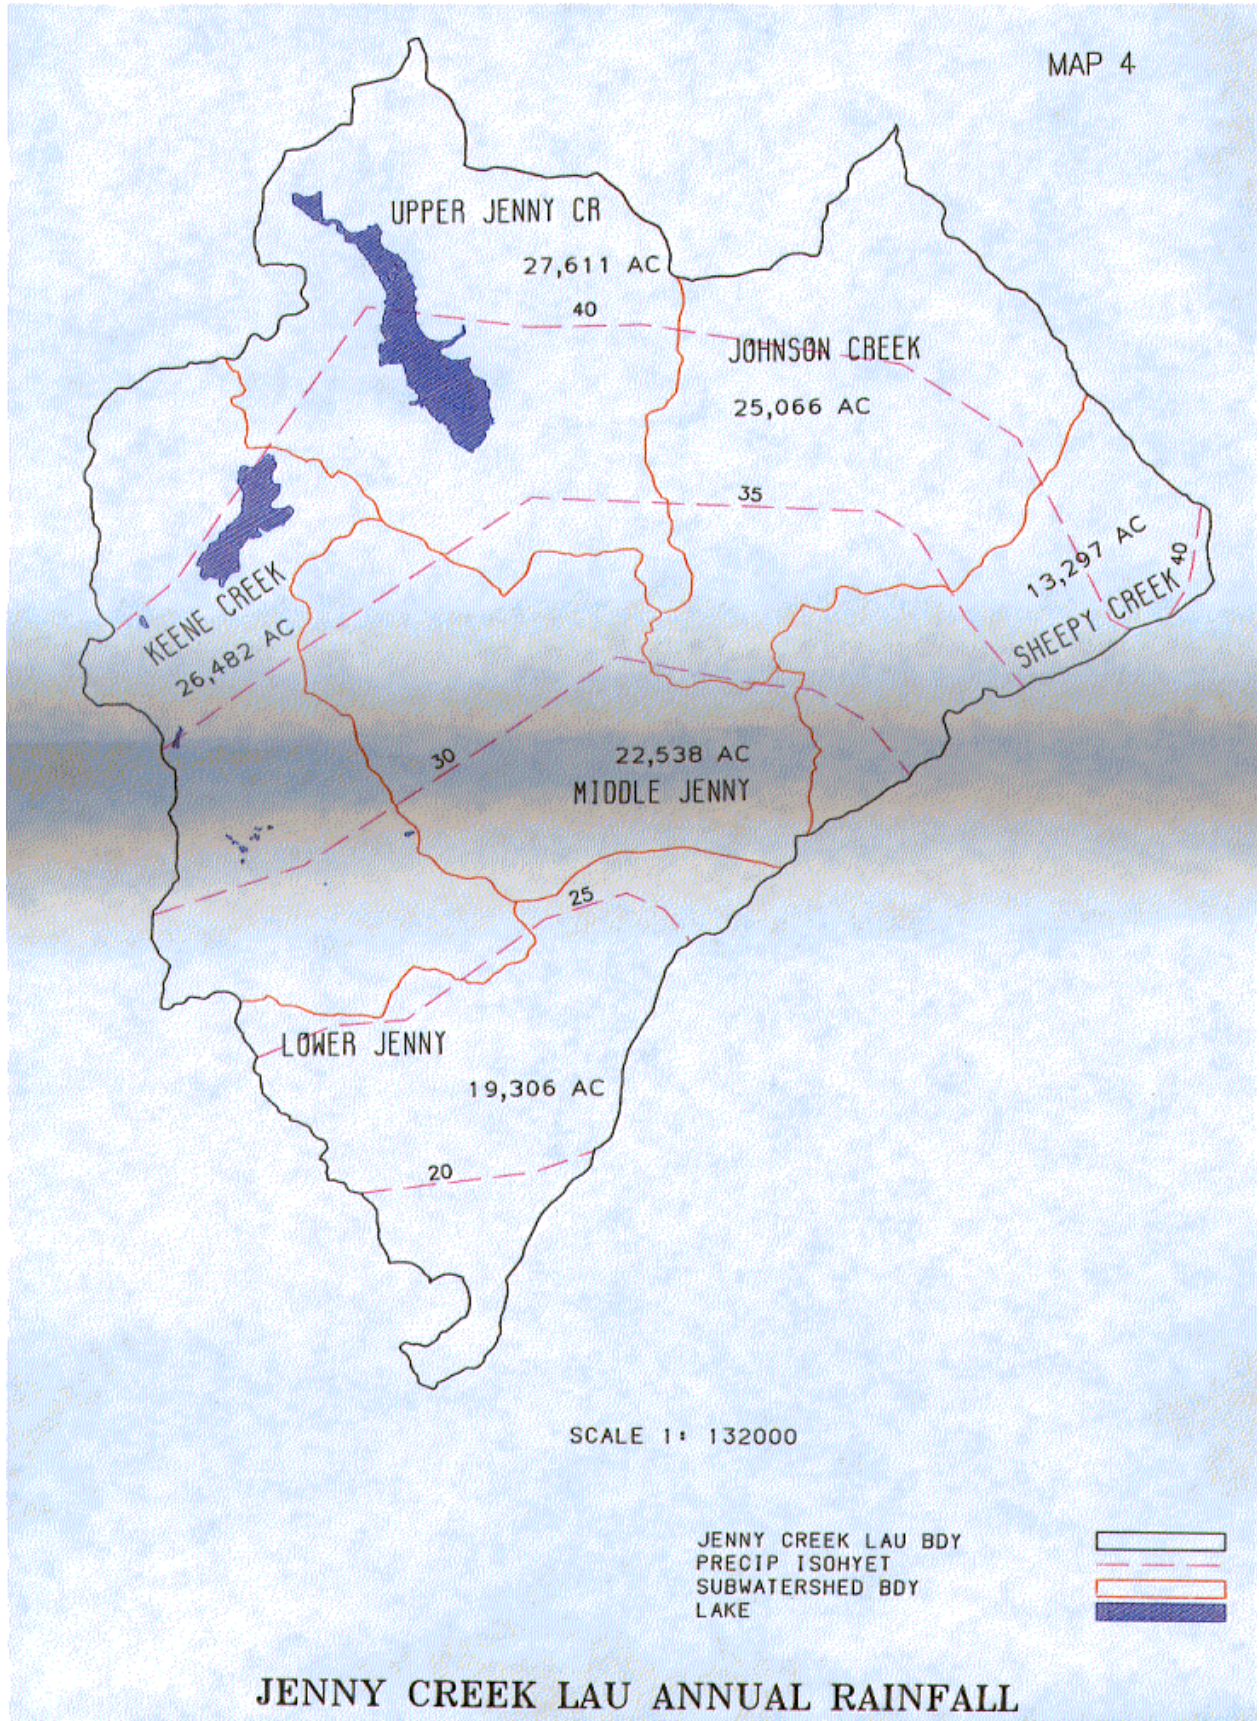 MAP 4
UPPER JENNY CR
27,611 AC
40
JOHNSON CREEK
25,066 AC
35
13,297 AC
40
SHEEPY CREEK
KEENE CREEK
26,482 AC
30
22,538 AC
MIDDLE JENNY
25
LOWER JENNY
19,306 AC
20
SCALE 1: 132000
JENNY CREEK LAU BDY
PRECIP ISOHYET
SUBWATERSHED BDY
LAKE
JENNY CREEK LAU ANNUAL RAINFALL